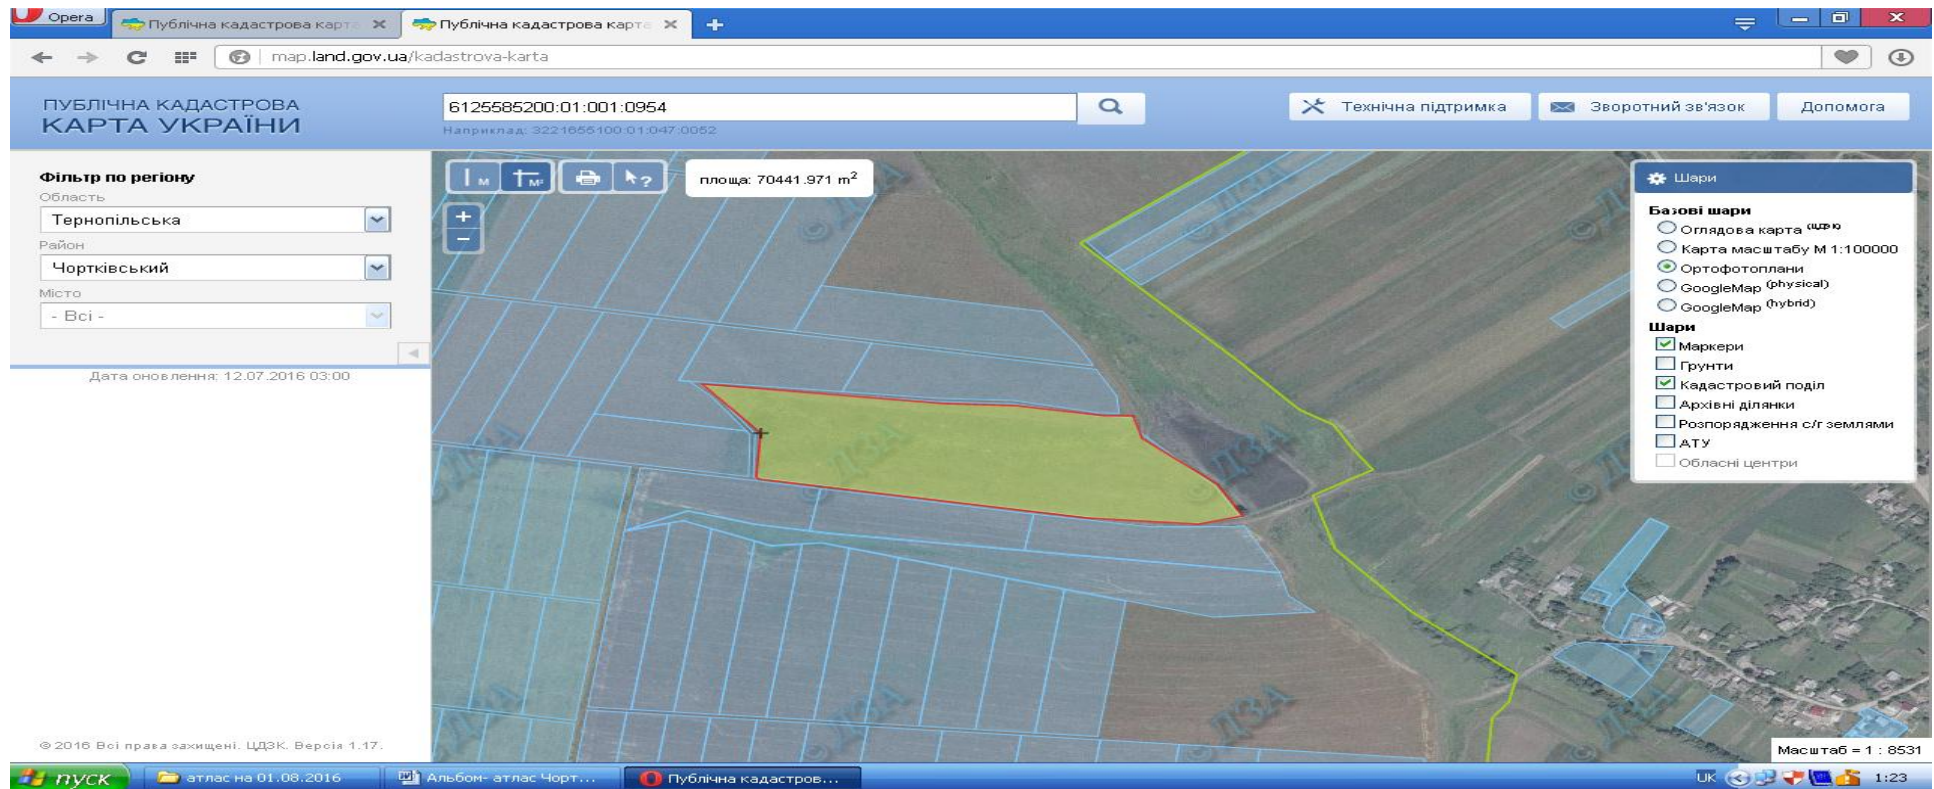 Opera
Публічна кадастрова карт
Публічна кадастрова карта
map.land.gov.ua/kadastrova-karta
ПУБЛІЧНА КАДАСТРОВА
КАРТА УКРАЇНИ
6125585200:01:001:0954
Наприклад: 3221655100:01:047:0052
Технічна підтримка
Зворотний зв'язок
Допомога
Фільтр по регіону
Область
Тернопільська
Район
Чортківський
Місто
- Всі -
Дата оновлення: 12.07.2016 03:00
М
М²
площа: 70441.971 m²
Шари
Базові шари
Оглядова карта
Карта масштабу М 1:100000
Ортофотоплани
GoogleMap (physical)
GoogleMap (hybrid)
Шари
Маркери
Грунти
Кадастровий поділ
Архівні ділянки
Розпорядження с/г землями
АТУ
Обласні центри
© ДЗА
© 2016 Всі права захищені. ЦДЗК. Версія 1.17.
Масштаб = 1 : 8531
пуск
атлас на 01.08.2016
Альбом- атлас Чорт...
Публічна кадастров...
UK
1:23